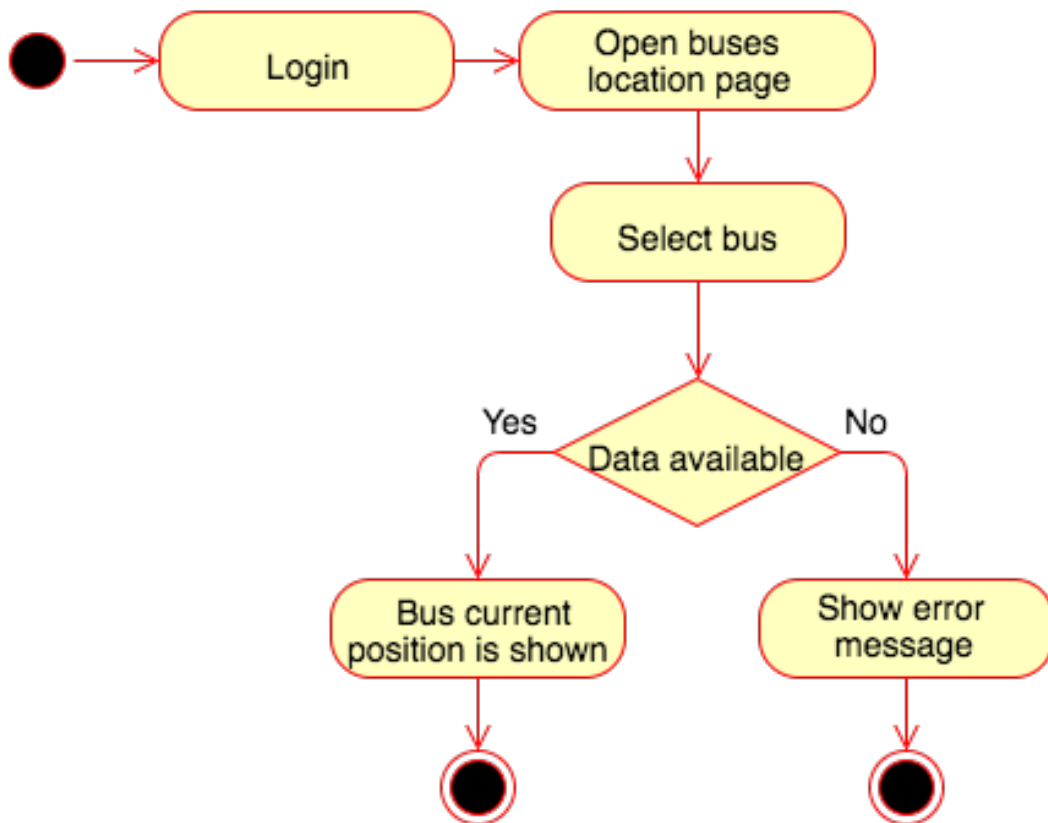 Login
Open buses
location page
Select bus
Yes
No
Data available
Bus current
position is shown
Show error
message